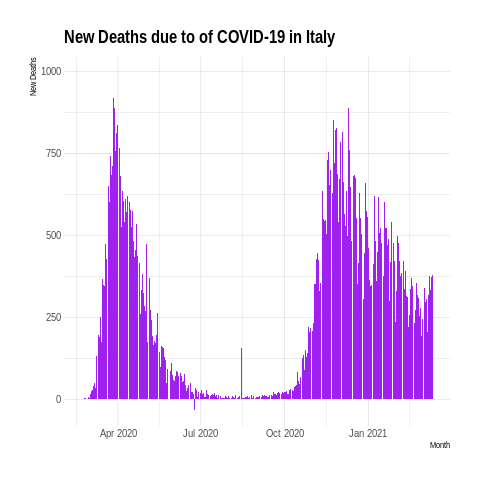 New Deaths due to of COVID-19 in Italy
New Deaths
1000
750
500
250
0
Apr 2020 Jul 2020 Oct 2020 Jan 2021
Month